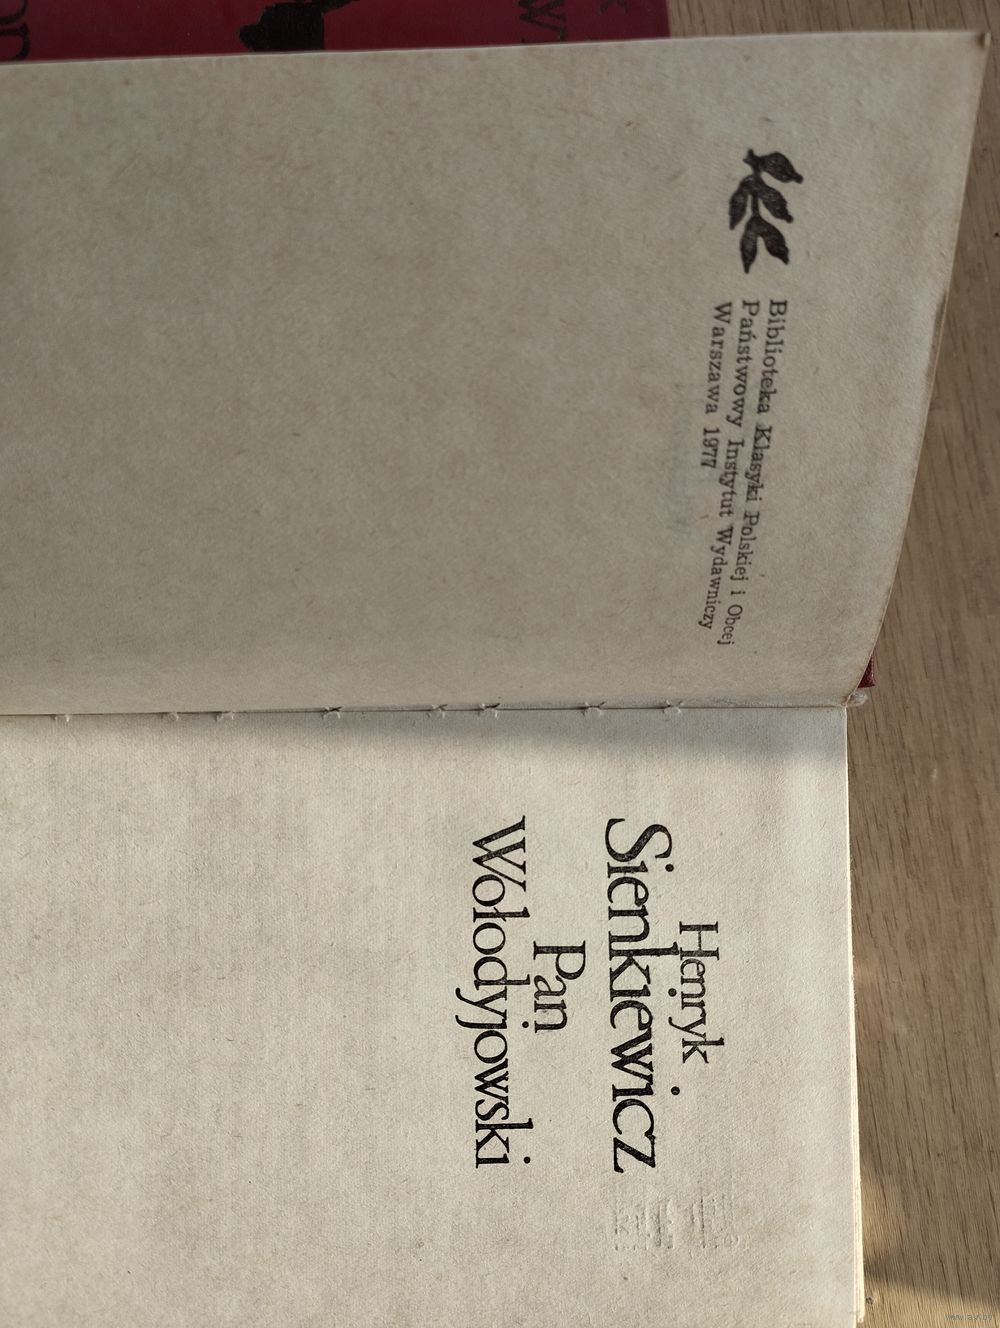 Biblioteka Klasyki Polskiej i Obcej
Państwowy Instytut Wydawniczy
Warszawa 1977
Henryk
Sienkiewicz
Pan
Wołodyjowski